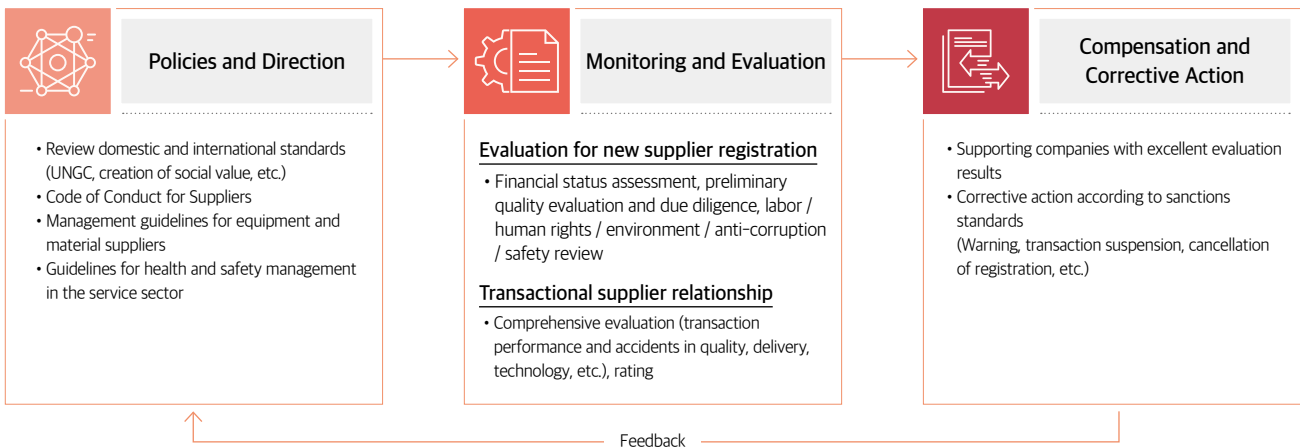 Policies and Direction
• Review domestic and international standards
(UNGC, creation of social value, etc.)
• Code of Conduct for Suppliers
• Management guidelines for equipment and
material suppliers
• Guidelines for health and safety management
in the service sector
Monitoring and Evaluation
Evaluation for new supplier registration
• Financial status assessment, preliminary
quality evaluation and due diligence, labor /
human rights / environment / anti-corruption
/ safety review
Transactional supplier relationship
• Comprehensive evaluation (transaction
performance and accidents in quality, delivery,
technology, etc.), rating
Compensation and
Corrective Action
• Supporting companies with excellent evaluation
results
• Corrective action according to sanctions
standards
(Warning, transaction suspension, cancellation
of registration, etc.)
Feedback